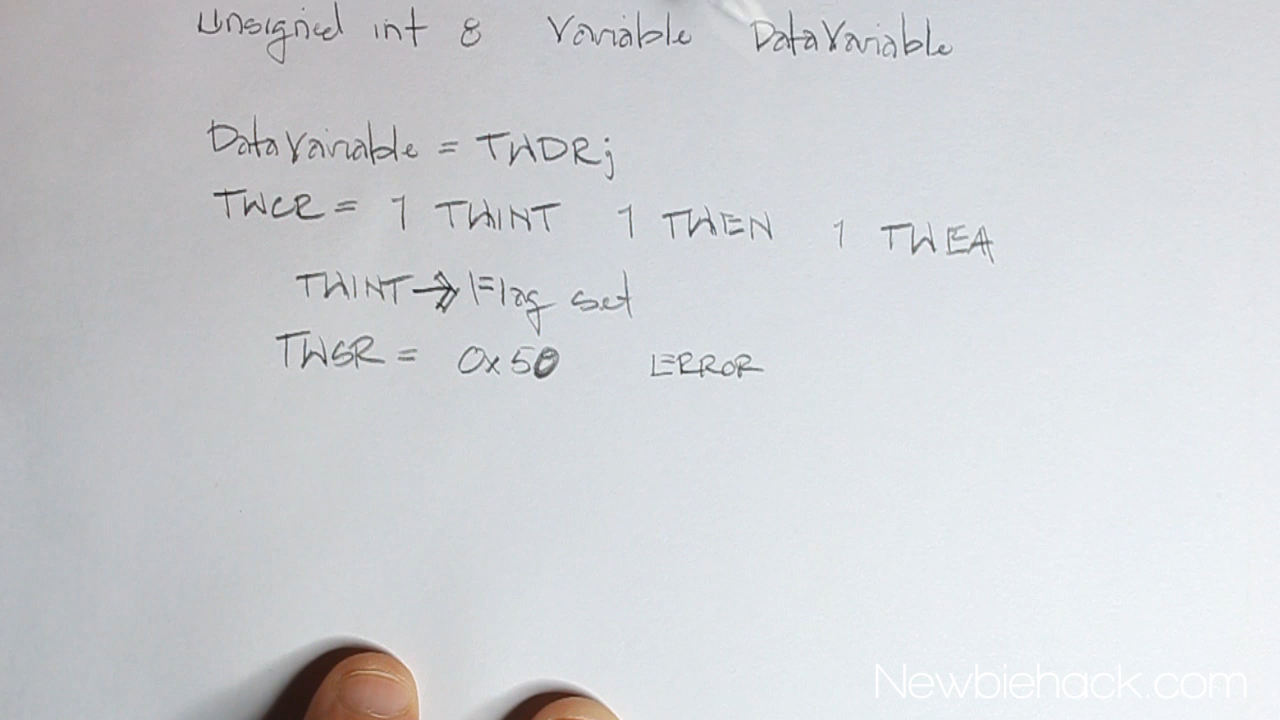 Unsigned int 8 Variable DataVariable
DataVariable = TWDR;
TWCR = 1 TWINT 1 TWEN 1 TWEA
TWINT → Flag set
TWSR = 0x50 ERROR
Newbiehack.com